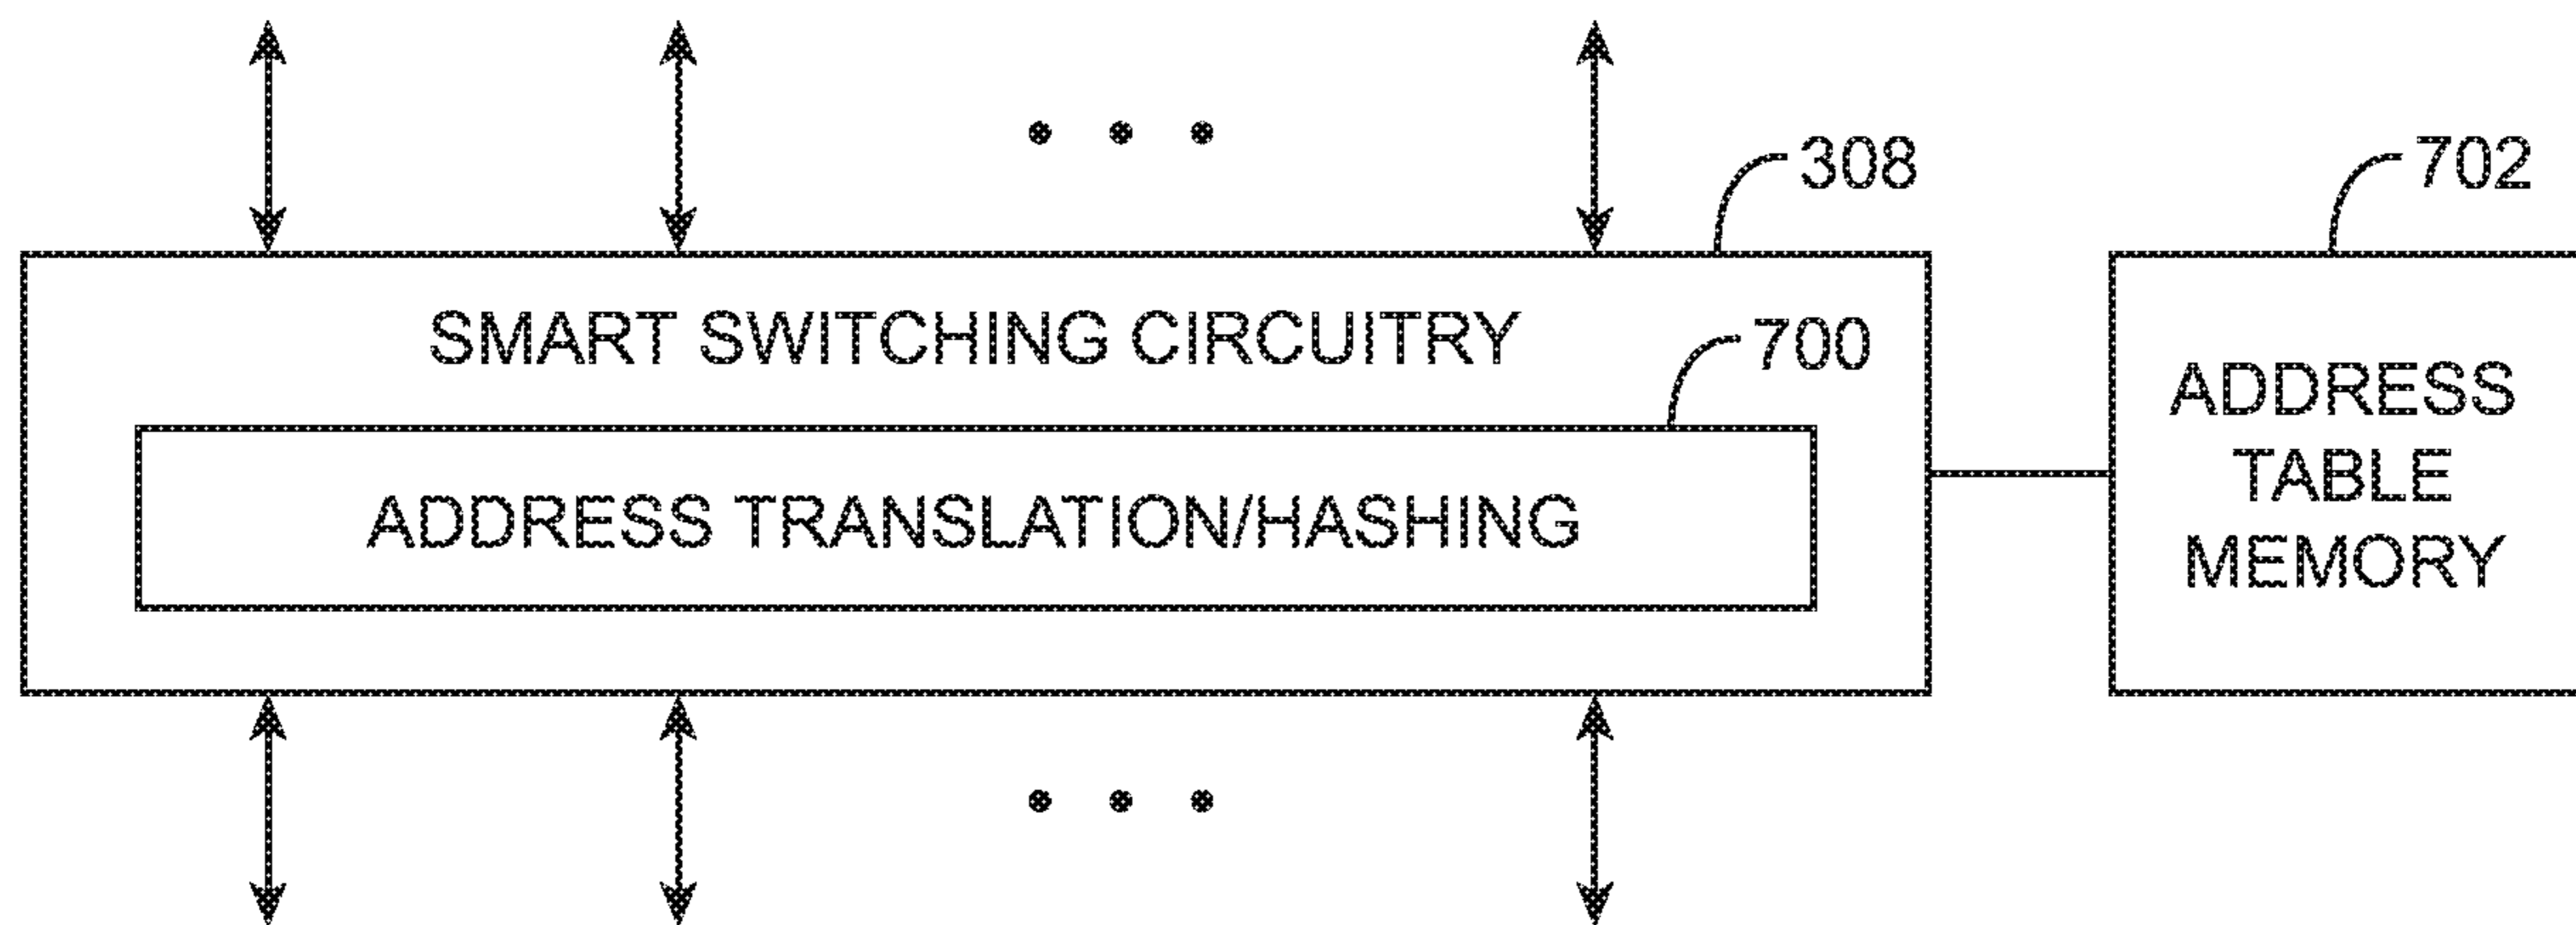 308
702
SMART SWITCHING CIRCUITRY
700
ADDRESS TRANSLATION/HASHING
ADDRESS
TABLE
MEMORY